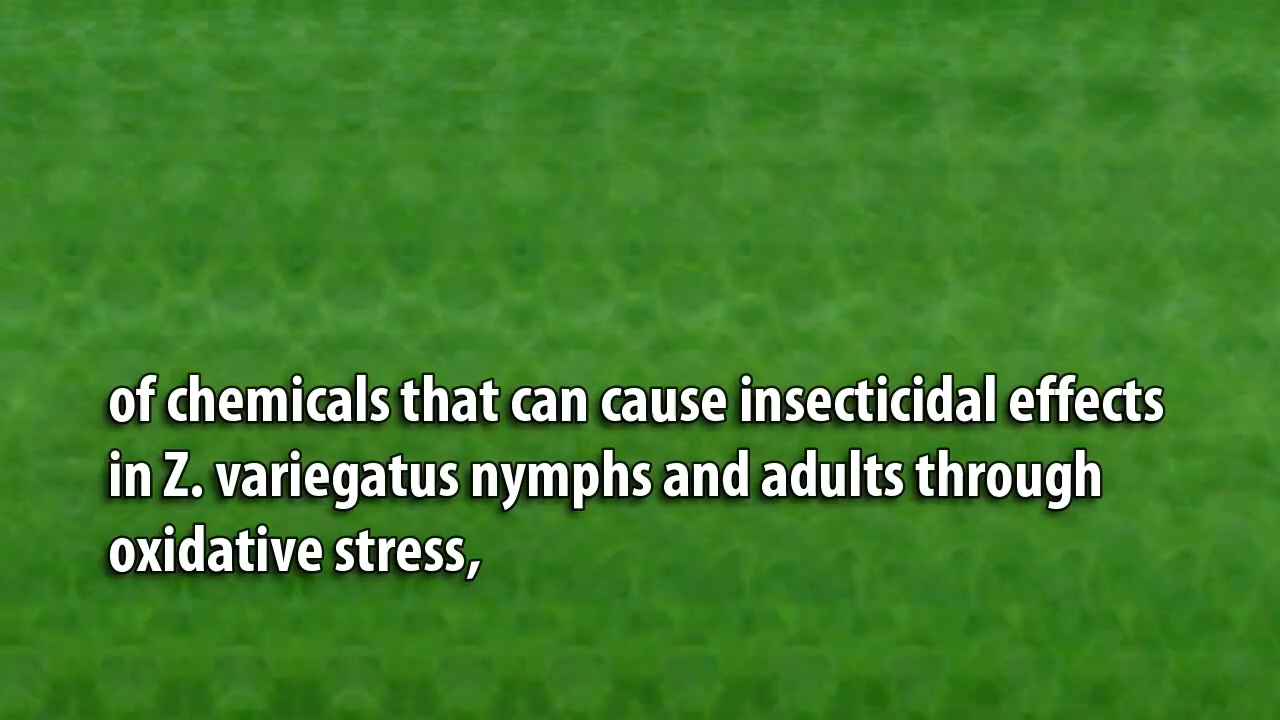 of chemicals that can cause insecticidal effects
in Z. variegatus nymphs and adults through
oxidative stress,